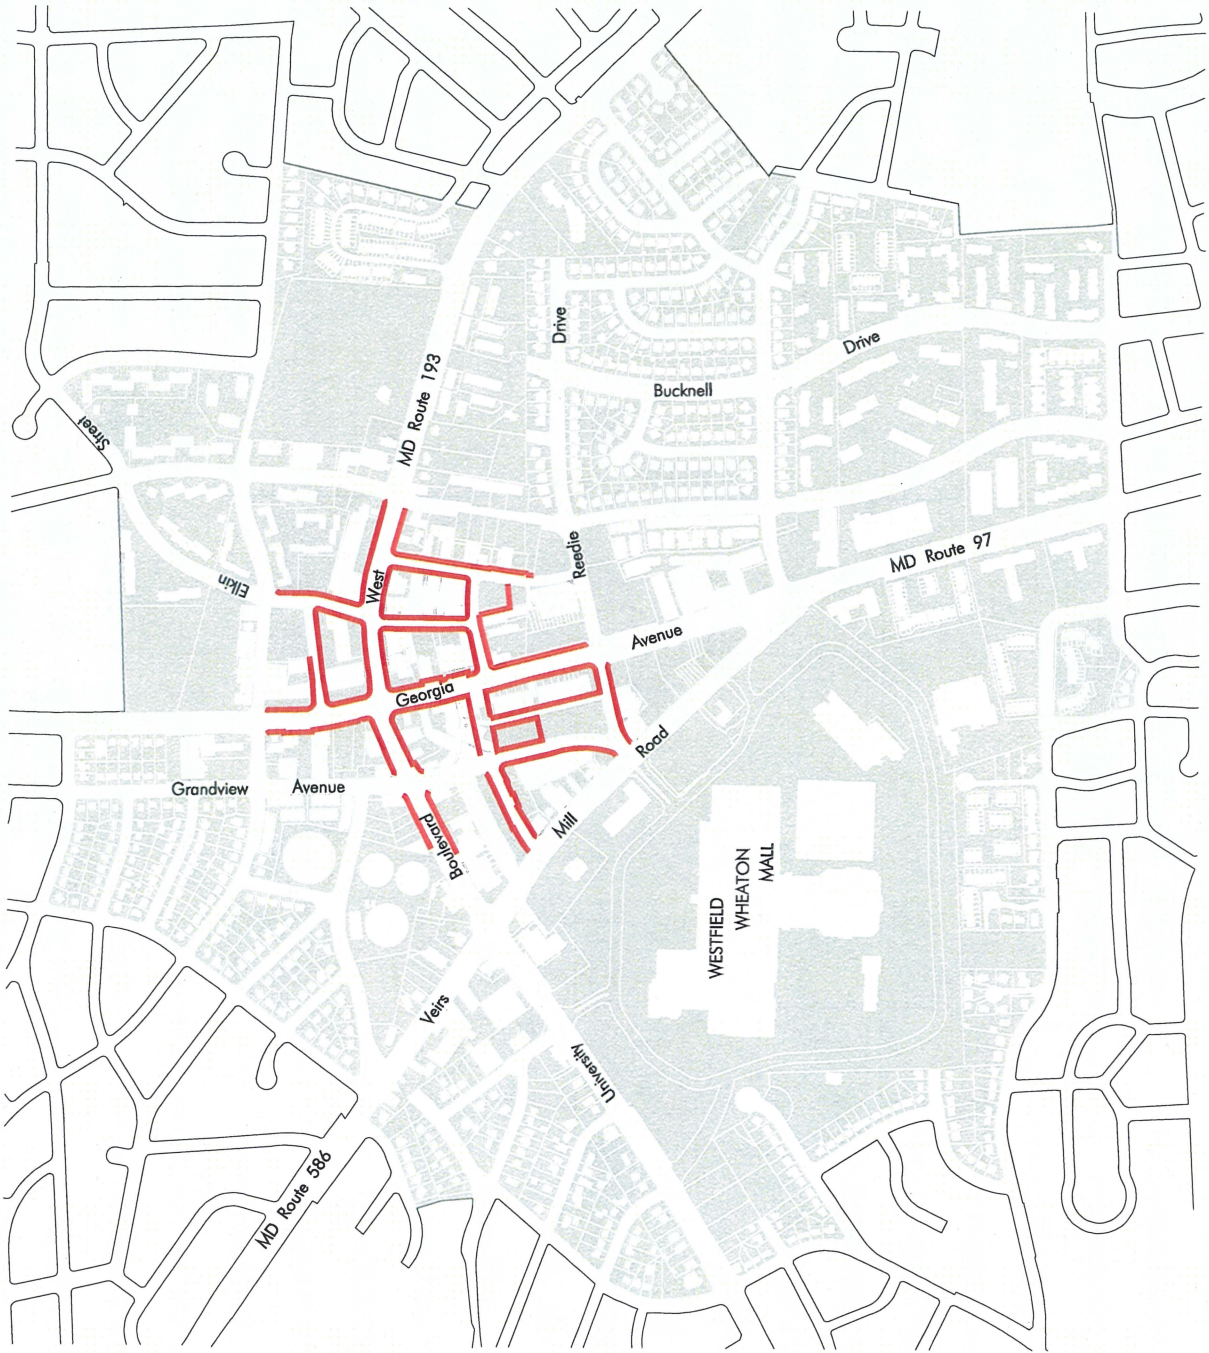 Drive
MD Route 193
Drive
Bucknell
Street
MD Route 97
Reedie
West
Elkin
Avenue
Georgia
Road
Grandview
Avenue
Mill
Boulevard
WESTFIELD
WHEATON
MALL
Veirs
University
MD Route 586